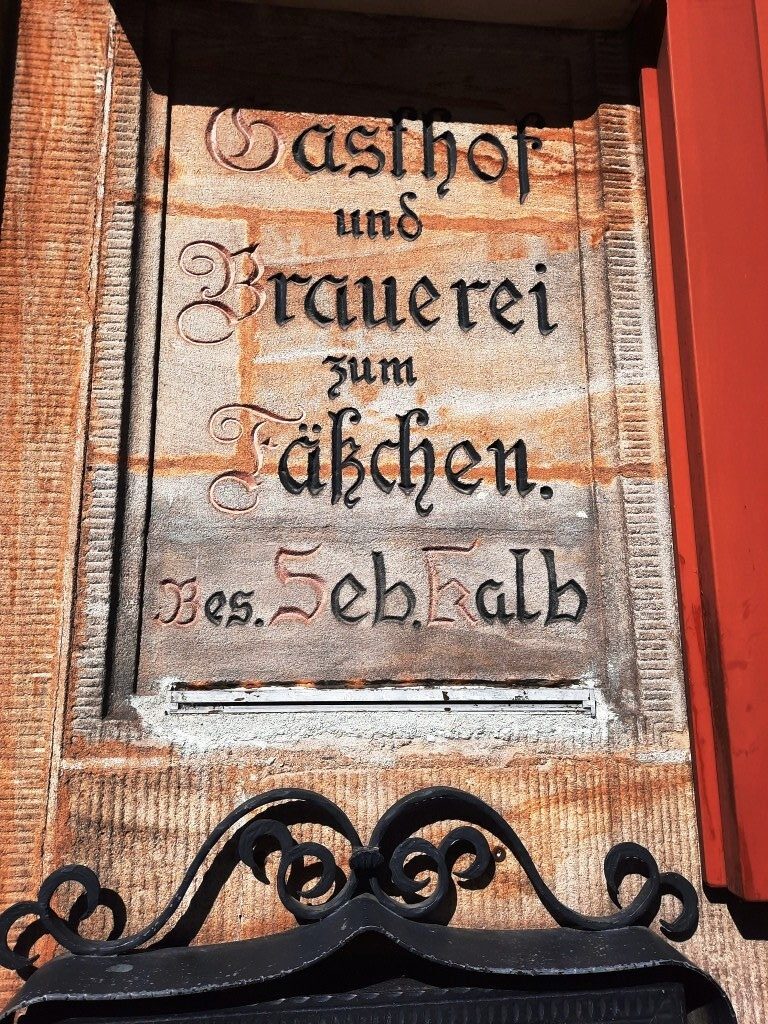 Gasthof
und
Brauerei
zum
Fäßchen.
Bes. Seb. Kalb